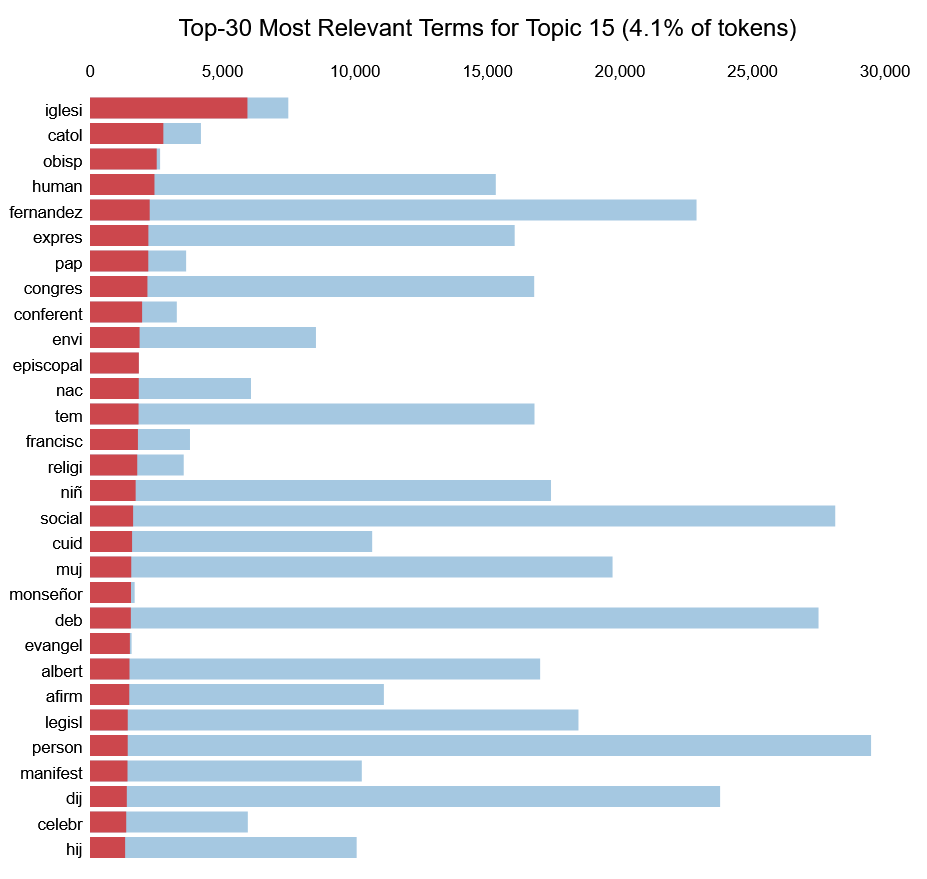 Top-30 Most Relevant Terms for Topic 15 (4.1% of tokens)
0 5,000 10,000 15,000 20,000 25,000 30,000
iglesi
catol
obisp
human
fernandez
expres
pap
congres
conferent
envi
episcopal
nac
tem
francisc
religi
niñ
social
cuid
muj
monseñor
deb
evangel
albert
afirm
legisl
person
manifest
dij
celebr
hij